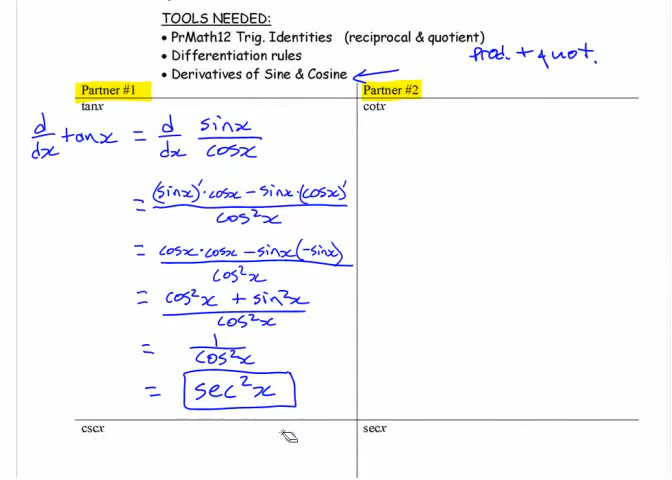 TOOLS NEEDED:
• PrMath12 Trig. Identities (reciprocal & quotient)
prod. + quot.
• Differentiation rules
• Derivatives of Sine & Cosine
Partner #1
Partner #2
tanx
cotx
d/dx tanx = d/dx sinx/cosx
= ((sinx)'·cosx − sinx·(cosx)')/cos²x
= (cosx·cosx − sinx(−sinx))/cos²x
= (cos²x + sin²x)/cos²x
= 1/cos²x
= sec²x
cscx
secx